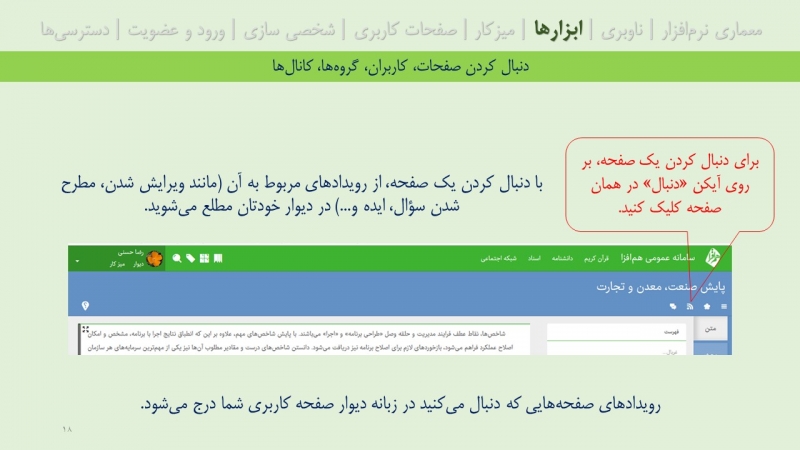 معماری نرم‌افزار | ناوبری | ابزارها | میزکار | صفحات کاربری | شخصی سازی | ورود و عضویت | دسترسی‌ها
دنبال کردن صفحات، کاربران، گروه‌ها، کانال‌ها
برای دنبال کردن یک صفحه، بر
روی آیکن «دنبال» در همان
صفحه کلیک کنید.
با دنبال کردن یک صفحه، از رویدادهای مربوط به آن (مانند ویرایش شدن، مطرح
شدن سؤال، ایده و...) در دیوار خودتان مطلع می‌شوید.
سامانه عمومی هم‌افزا قرآن کریم دانشنامه اسناد شبکه اجتماعی
رضا حسنی
دیوار میز کار
پایش صنعت، معدن و تجارت
متن
فهرست
شاخص‌ها، نقاط عطف فرایند مدیریت و حلقه وصل «طراحی برنامه» و «اجرا» می‌باشند. با پایش شاخص‌های مهم، علاوه بر این که انطباق نتایج اجرا با برنامه، مشخص و امکان
اصلاح عملکرد فراهم می‌شود، بازخوردهای لازم برای اصلاح برنامه نیز دریافت می‌شود. دانستن شاخص‌های درست و مقادیر مطلوب آن‌ها نیز یکی از مهم‌ترین سرمایه‌های هر سازمان
رویدادهای صفحه‌هایی که دنبال می‌کنید در زبانه دیوار صفحه کاربری شما درج می‌شود.
۱۸